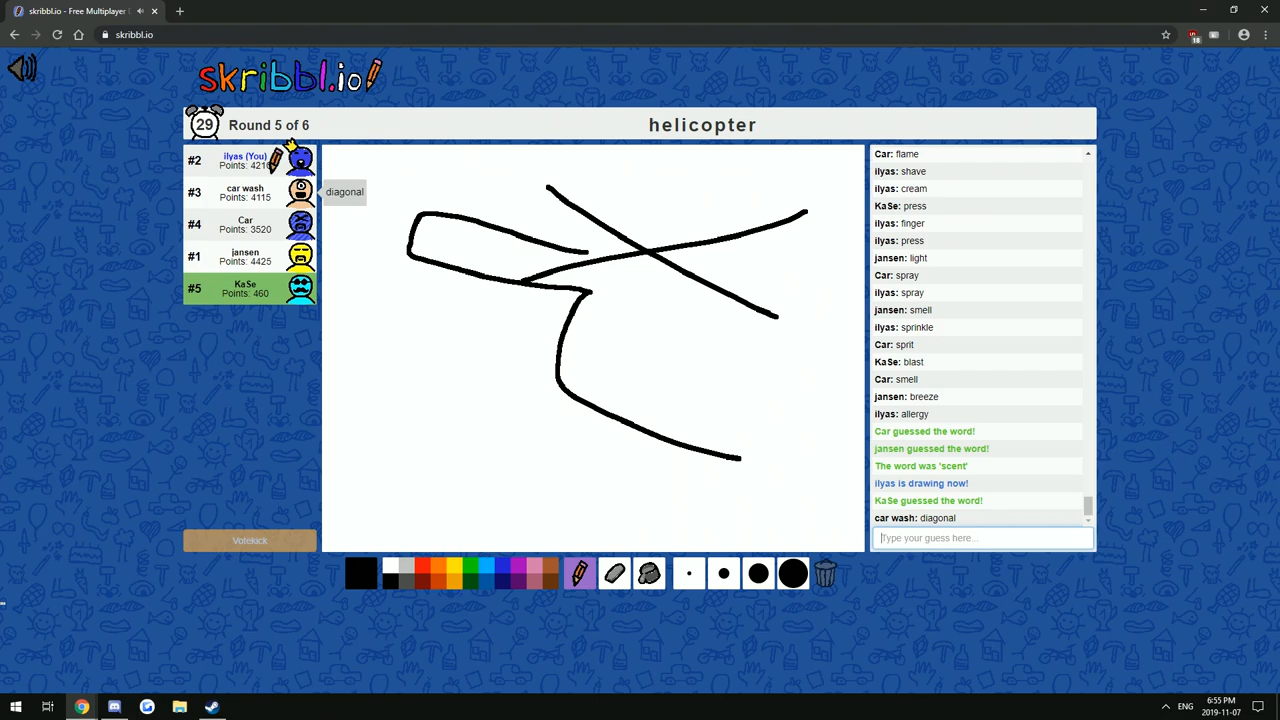 skribbl.io - Free Multiplayer
skribbl.io
18
skribbl.io
29
Round 5 of 6
helicopter
#2
ilyas (You)
#3
car wash
Points: 4115
diagonal
#4
Car
Points: 3520
#1
jansen
Points: 4425
#5
KaSe
Points: 460
Votekick
Car: flame
ilyas: shave
ilyas: cream
KaSe: press
ilyas: finger
ilyas: press
jansen: light
Car: spray
ilyas: spray
jansen: smell
ilyas: sprinkle
Car: sprit
KaSe: blast
Car: smell
jansen: breeze
ilyas: allergy
Car guessed the word!
jansen guessed the word!
The word was 'scent'
ilyas is drawing now!
KaSe guessed the word!
car wash: diagonal
Type your guess here...
ENG
6:55 PM
2019-11-07